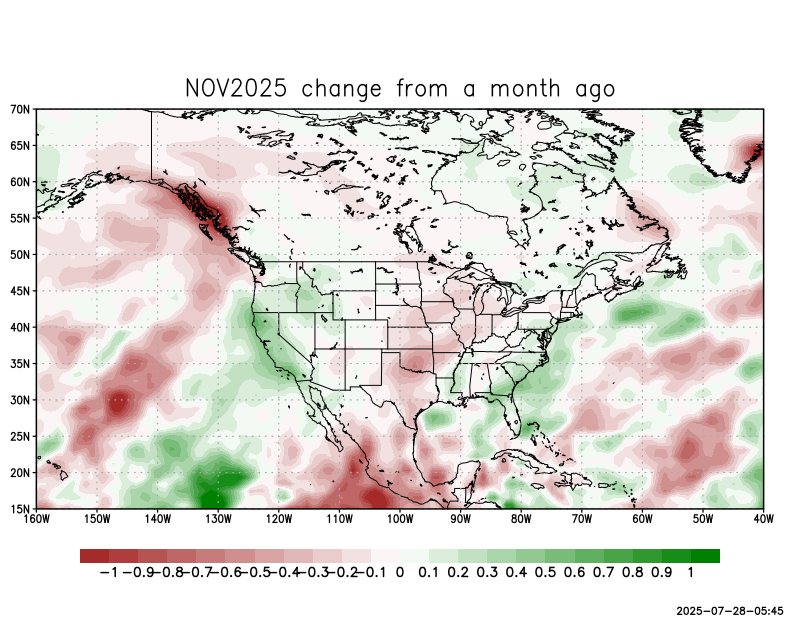 NOV2025 change from a month ago
70N
65N
60N
55N
50N
45N
40N
35N
30N
25N
20N
15N
160W 150W 140W 130W 120W 110W 100W 90W 80W 70W 60W 50W 40W
−1 −0.9 −0.8 −0.7 −0.6 −0.5 −0.4 −0.3 −0.2 −0.1 0 0.1 0.2 0.3 0.4 0.5 0.6 0.7 0.8 0.9 1
2025-07-28-05:45